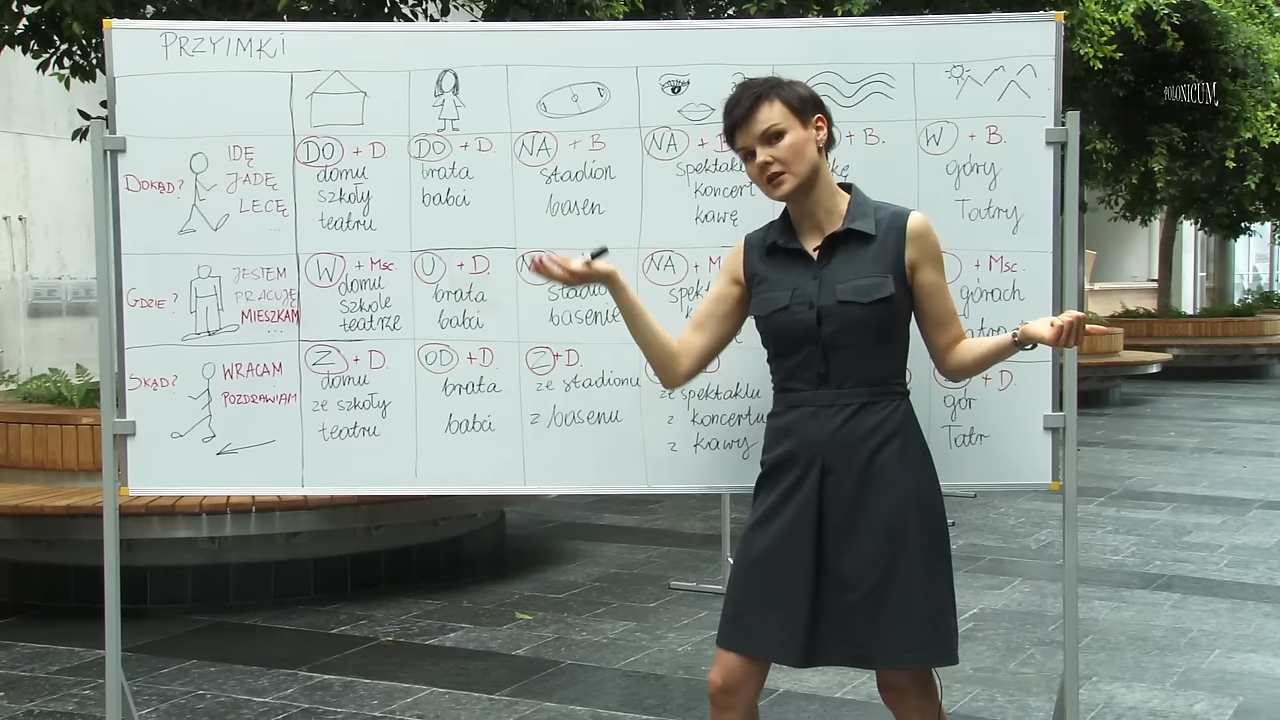 PRZYIMKI
POLONICUM
DOKĄD? IDĘ JADĘ LECĘ ...
DO + D
domu
szkoły
teatru
DO + D.
brata
babci
NA + B
stadion
basen
NA +
koncert
kawę
+ B.
W + B.
góry
Tatry
GDZIE? JESTEM PRACUJĘ MIESZKAM
W + Msc.
domu
szkole
teatrze
U + D.
brata
babci
basenie
NA + M
+ Msc.
górach
SKĄD? WRACAM POZDRAWIAM
Z + D.
domu
ze szkoły
teatru
OD + D.
brata
babci
Z + D.
ze stadionu
z basenu
ze spektaklu
z koncertu
z kawy
+ D.
gór
Tatr